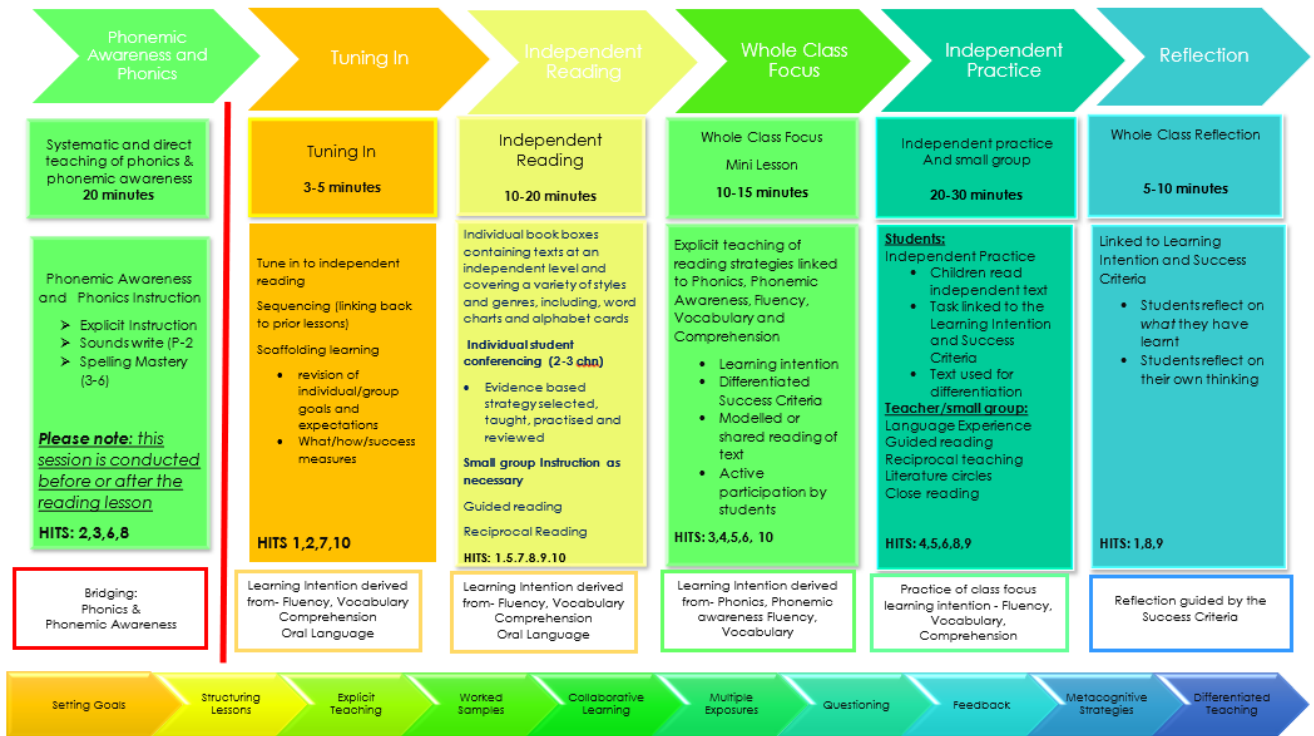 Phonemic
Awareness and
Phonics
Tuning In
Independent
Reading
Whole Class
Focus
Independent
Practice
Reflection
Systematic and direct
teaching of phonics &
phonemic awareness
20 minutes
Tuning In
3-5 minutes
Independent
Reading
10-20 minutes
Whole Class Focus
Mini Lesson
10-15 minutes
Independent practice
And small group
20-30 minutes
Whole Class Reflection
5-10 minutes
Phonemic Awareness
and Phonics Instruction
➢ Explicit Instruction
➢ Sounds write (P-2
➢ Spelling Mastery
(3-6)
Please note: this
session is conducted
before or after the
reading lesson
HITS: 2,3,6,8
Tune in to independent
reading
Sequencing (linking back
to prior lessons)
Scaffolding learning
• revision of
individual/group
goals and
expectations
• What/how/success
measures
HITS 1,2,7,10
Individual book boxes
containing texts at an
independent level and
covering a variety of styles
and genres, including, word
charts and alphabet cards
Individual student
conferencing (2-3 chn)
• Evidence based
strategy selected,
taught, practised and
reviewed
Small group Instruction as
necessary
Guided reading
Reciprocal Reading
HITS: 1.5.7.8.9.10
Explicit teaching of
reading strategies linked
to Phonics, Phonemic
Awareness, Fluency,
Vocabulary and
Comprehension
• Learning intention
• Differentiated
Success Criteria
• Modelled or
shared reading of
text
• Active
participation by
students
HITS: 3,4,5,6, 10
Students:
Independent Practice
• Children read
independent text
• Task linked to the
Learning Intention
and Success
Criteria
• Text used for
differentiation
Teacher/small group:
Language Experience
Guided reading
Reciprocal teaching
Literature circles
Close reading
HITS: 4,5,6,8,9
Linked to Learning
Intention and Success
Criteria
• Students reflect on
what they have
learnt
• Students reflect on
their own thinking
HITS: 1,8,9
Bridging:
Phonics &
Phonemic Awareness
Learning Intention derived
from- Fluency, Vocabulary
Comprehension
Oral Language
Learning Intention derived
from- Fluency, Vocabulary
Comprehension
Oral Language
Learning Intention derived
from- Phonics, Phonemic
awareness Fluency,
Vocabulary
Practice of class focus
learning intention - Fluency,
Vocabulary,
Comprehension
Reflection guided by the
Success Criteria
Setting Goals
Structuring
Lessons
Explicit
Teaching
Worked
Samples
Collaborative
Learning
Multiple
Exposures
Questioning
Feedback
Metacognitive
Strategies
Differentiated
Teaching